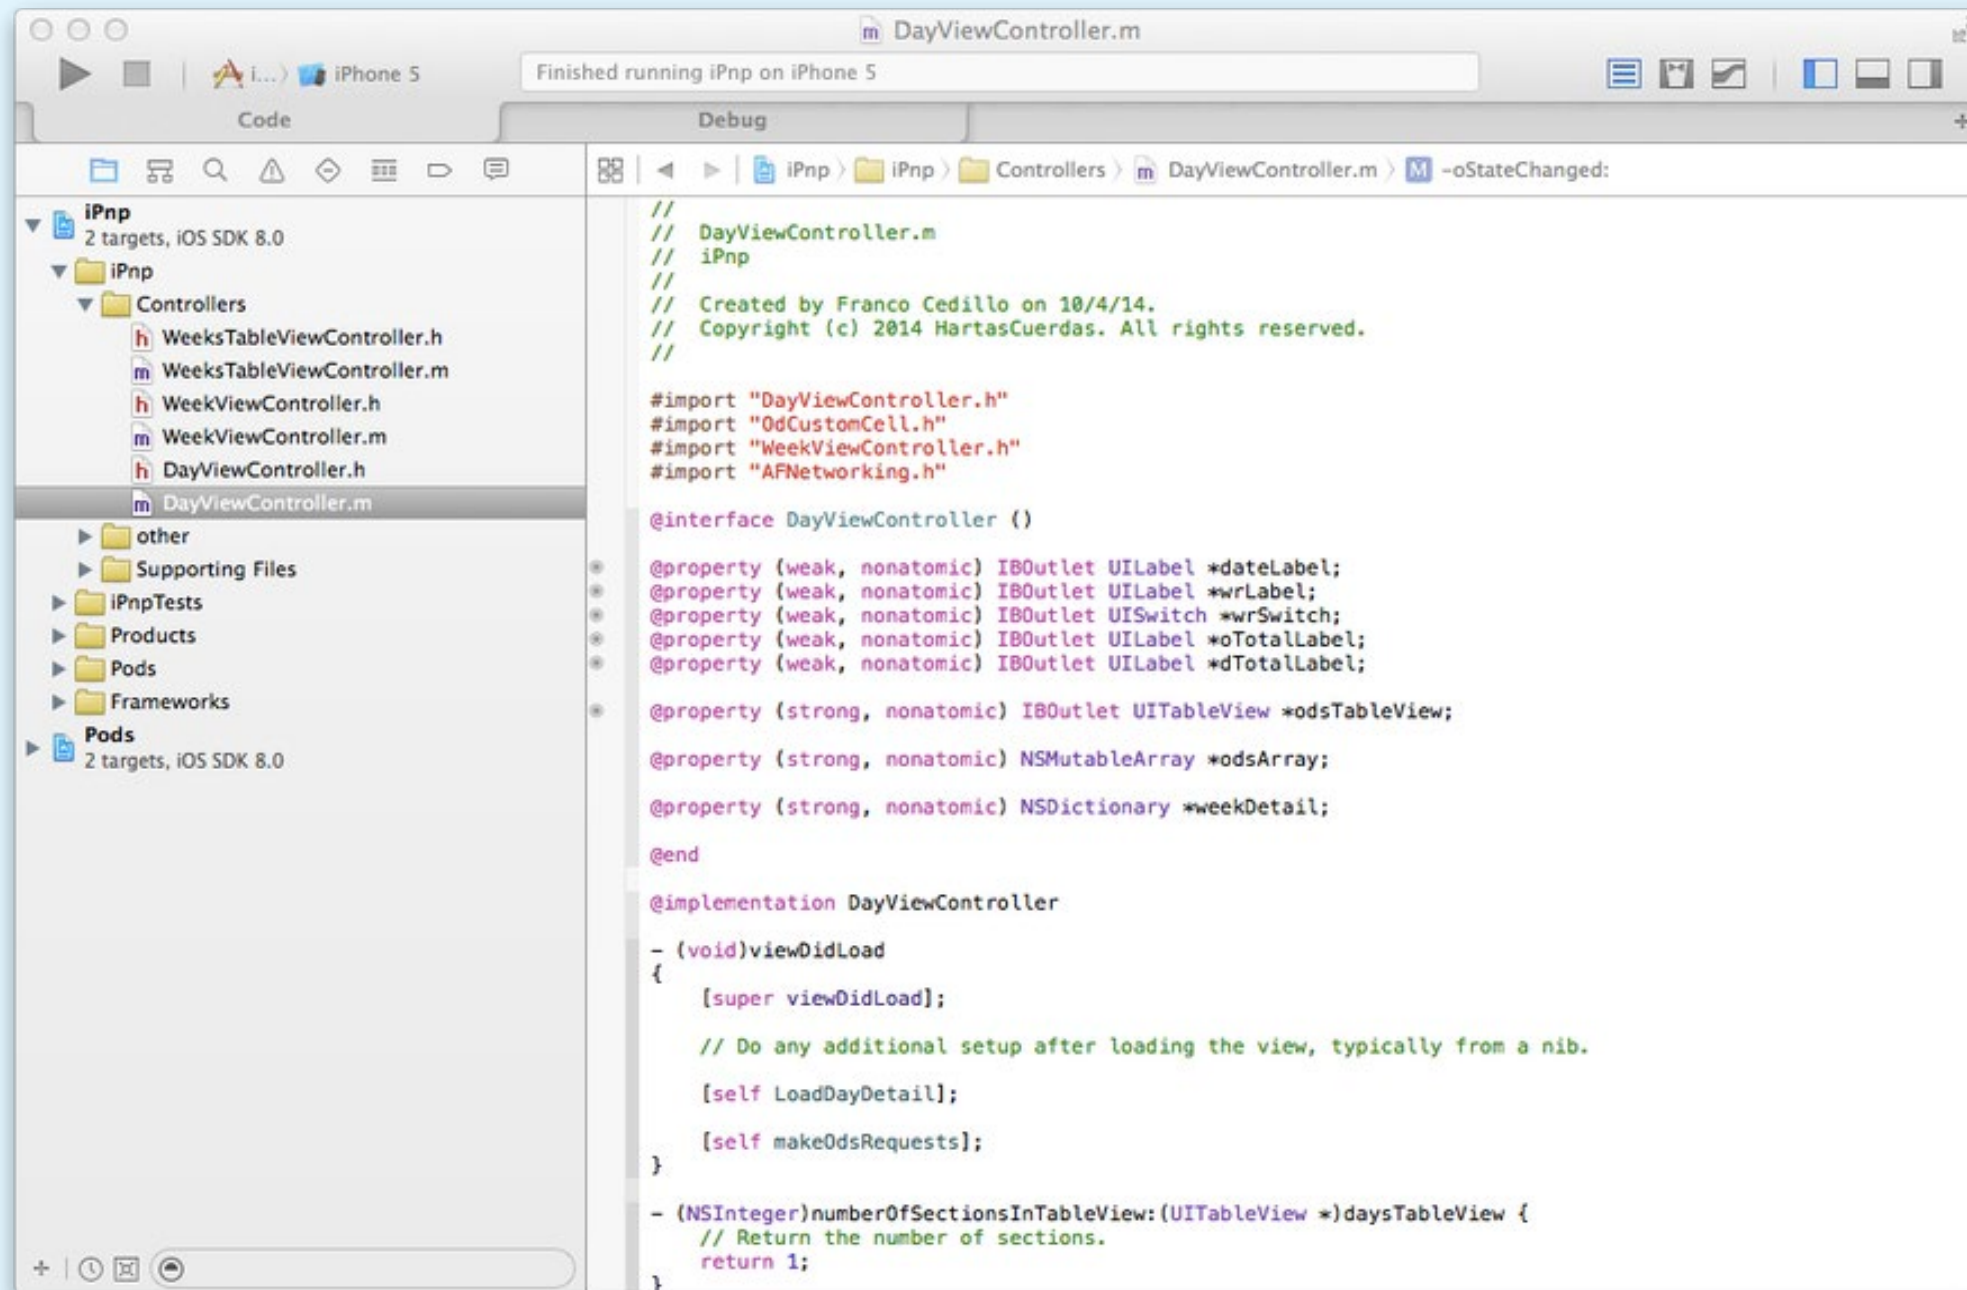 DayViewController.m
i... iPhone 5
Finished running iPnp on iPhone 5
Code
Debug
iPnp
iPnp
Controllers
DayViewController.m
M -oStateChanged:
iPnp
2 targets, iOS SDK 8.0
iPnp
Controllers
h WeeksTableViewController.h
m WeeksTableViewController.m
h WeekViewController.h
m WeekViewController.m
h DayViewController.h
m DayViewController.m
other
Supporting Files
iPnpTests
Products
Pods
Frameworks
Pods
2 targets, iOS SDK 8.0
//
//  DayViewController.m
//  iPnp
//
//  Created by Franco Cedillo on 10/4/14.
//  Copyright (c) 2014 HartasCuerdas. All rights reserved.
//
#import "DayViewController.h"
#import "OdCustomCell.h"
#import "WeekViewController.h"
#import "AFNetworking.h"
@interface DayViewController ()
@property (weak, nonatomic) IBOutlet UILabel *dateLabel;
@property (weak, nonatomic) IBOutlet UILabel *wrLabel;
@property (weak, nonatomic) IBOutlet UISwitch *wrSwitch;
@property (weak, nonatomic) IBOutlet UILabel *oTotalLabel;
@property (weak, nonatomic) IBOutlet UILabel *dTotalLabel;
@property (strong, nonatomic) IBOutlet UITableView *odsTableView;
@property (strong, nonatomic) NSMutableArray *odsArray;
@property (strong, nonatomic) NSDictionary *weekDetail;
@end
@implementation DayViewController
- (void)viewDidLoad
{
    [super viewDidLoad];
    // Do any additional setup after loading the view, typically from a nib.
    [self LoadDayDetail];
    [self makeOdsRequests];
}
- (NSInteger)numberOfSectionsInTableView:(UITableView *)daysTableView {
    // Return the number of sections.
    return 1;
}